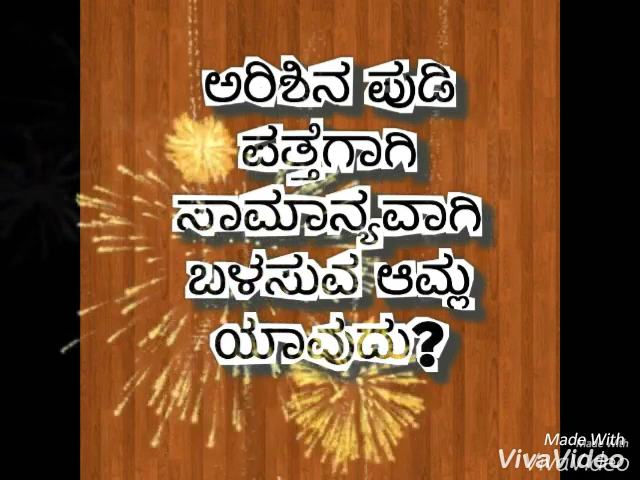 ಅರಿಶಿನ ಪುಡಿ
ಪತ್ತೆಗಾಗಿ
ಸಾಮಾನ್ಯವಾಗಿ
ಬಳಸುವ ಆಮ್ಲ
ಯಾವುದು?
Made With
VivaVideo